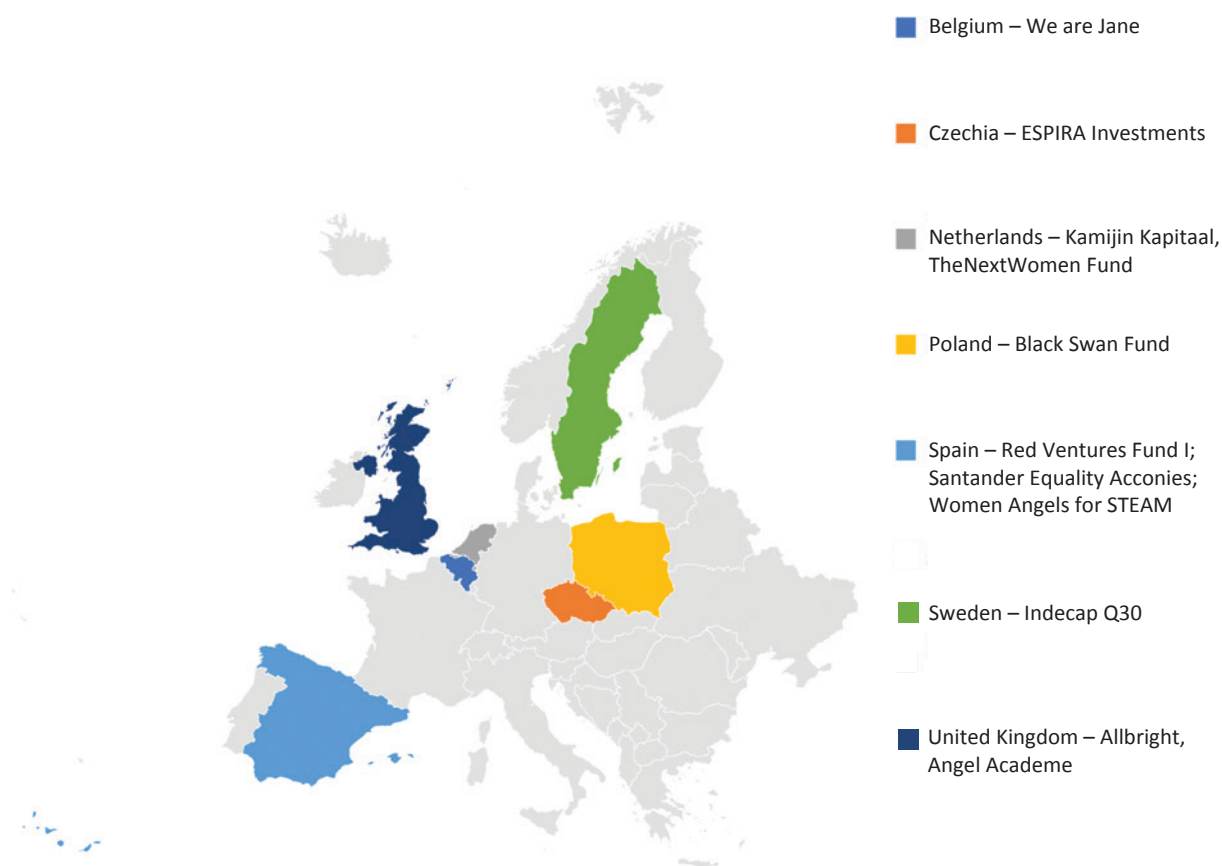 Belgium – We are Jane
Czechia – ESPIRA Investments
Netherlands – Kamijin Kapitaal,
TheNextWomen Fund
Poland – Black Swan Fund
Spain – Red Ventures Fund I;
Santander Equality Acconies;
Women Angels for STEAM
Sweden – Indecap Q30
United Kingdom – Allbright,
Angel Academe